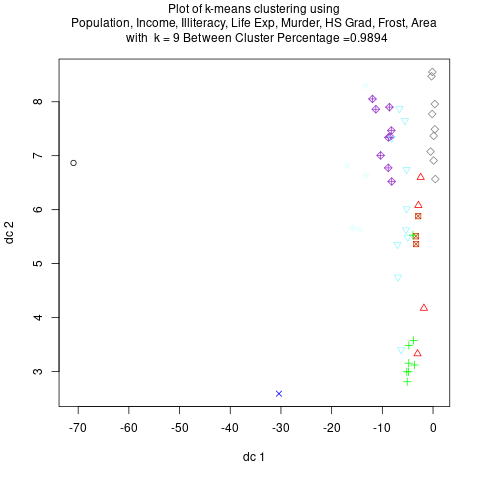 Plot of k-means clustering using
Population, Income, Illiteracy, Life Exp, Murder, HS Grad, Frost, Area
with k = 9 Between Cluster Percentage =0.9894
8
7
6
5
4
3
dc 2
-70 -60 -50 -40 -30 -20 -10 0
dc 1